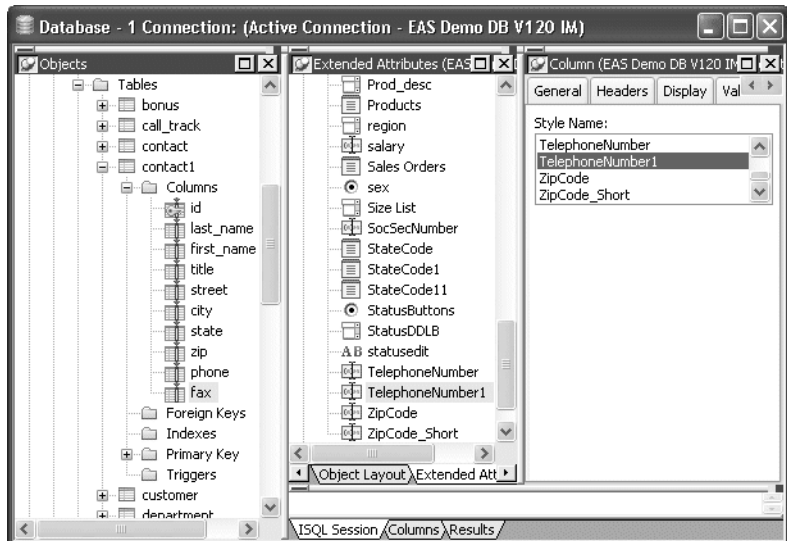 Database - 1 Connection: (Active Connection - EAS Demo DB V120 IM)
Objects
Tables
bonus
call_track
contact
contact1
Columns
id
last_name
first_name
title
street
city
state
zip
phone
fax
Foreign Keys
Indexes
Primary Key
Triggers
customer
department
Extended Attributes (EAS
Prod_desc
Products
region
salary
Sales Orders
sex
Size List
SocSecNumber
StateCode
StateCode1
StateCode11
StatusButtons
StatusDDLB
AB statusedit
TelephoneNumber
TelephoneNumber1
ZipCode
ZipCode_Short
Object Layout Extended Att
Column (EAS Demo DB V120 IM
General Headers Display Val
Style Name:
TelephoneNumber
TelephoneNumber1
ZipCode
ZipCode_Short
ISQL Session Columns Results